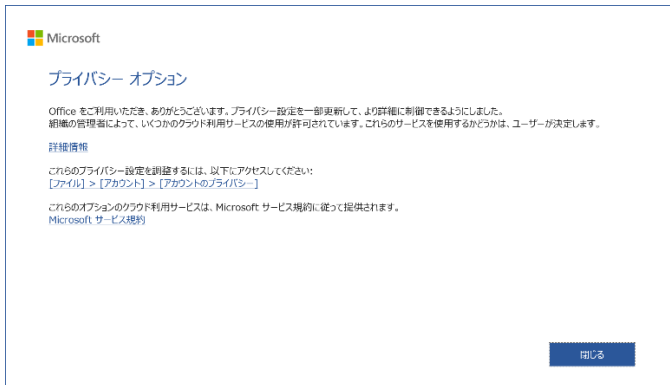 Microsoft
プライバシー オプション
Office をご利用いただき、ありがとうございます。プライバシー設定を一部更新して、より詳細に制御できるようにしました。
組織の管理者によって、いくつかのクラウド利用サービスの使用が許可されています。これらのサービスを使用するかどうかは、ユーザーが決定します。
詳細情報
これらのプライバシー設定を調整するには、以下にアクセスしてください:
[ファイル] > [アカウント] > [アカウントのプライバシー]
これらのオプションのクラウド利用サービスは、Microsoft サービス規約に従って提供されます。
Microsoft サービス規約
閉じる